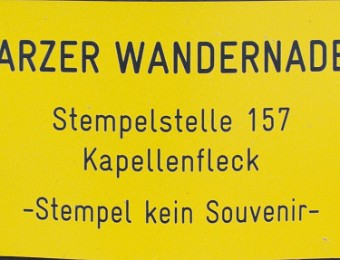 ARZER WANDERNADE
Stempelstelle 157
Kapellenfleck
-Stempel kein Souvenir-